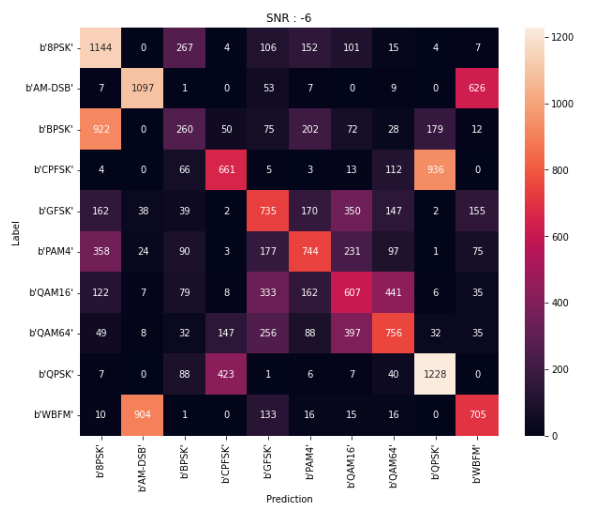 SNR : -6
b'8PSK' 1144 0 267 4 106 152 101 15 4 7
b'AM-DSB' 7 1097 1 0 53 7 0 9 0 626
b'BPSK' 922 0 260 50 75 202 72 28 179 12
b'CPFSK' 4 0 66 661 5 3 13 112 936 0
b'GFSK' 162 38 39 2 735 170 350 147 2 155
b'PAM4' 358 24 90 3 177 744 231 97 1 75
b'QAM16' 122 7 79 8 333 162 607 441 6 35
b'QAM64' 49 8 32 147 256 88 397 756 32 35
b'QPSK' 7 0 88 423 1 6 7 40 1228 0
b'WBFM' 10 904 1 0 133 16 15 16 0 705
Label
b'8PSK' b'AM-DSB' b'BPSK' b'CPFSK' b'GFSK' b'PAM4' b'QAM16' b'QAM64' b'QPSK' b'WBFM'
Prediction
1200
1000
800
600
400
200
0